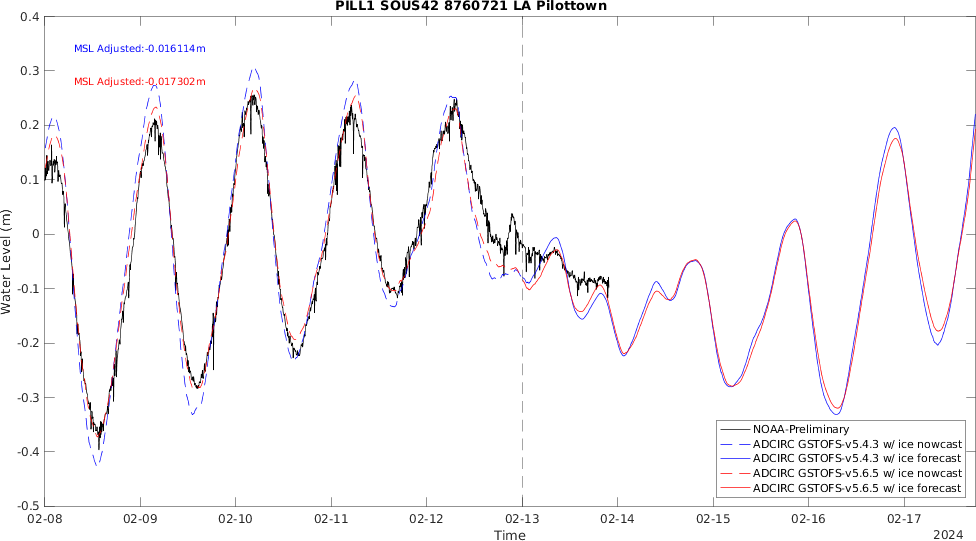 PILL1 SOUS42 8760721 LA Pilottown
MSL Adjusted:-0.016114m
MSL Adjusted:-0.017302m
Water Level (m)
0.4
0.3
0.2
0.1
0
-0.1
-0.2
-0.3
-0.4
-0.5
NOAA-Preliminary
ADCIRC GSTOFS-v5.4.3 w/ ice nowcast
ADCIRC GSTOFS-v5.4.3 w/ ice forecast
ADCIRC GSTOFS-v5.6.5 w/ ice nowcast
ADCIRC GSTOFS-v5.6.5 w/ ice forecast
02-08 02-09 02-10 02-11 02-12 02-13 02-14 02-15 02-16 02-17
Time
2024